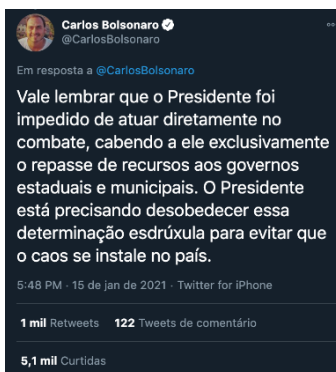 Carlos Bolsonaro
@CarlosBolsonaro
Em resposta a @CarlosBolsonaro
Vale lembrar que o Presidente foi
impedido de atuar diretamente no
combate, cabendo a ele exclusivamente
o repasse de recursos aos governos
estaduais e municipais. O Presidente
está precisando desobedecer essa
determinação esdrúxula para evitar que
o caos se instale no país.
5:48 PM · 15 de jan de 2021 · Twitter for iPhone
1 mil Retweets 122 Tweets de comentário
5,1 mil Curtidas